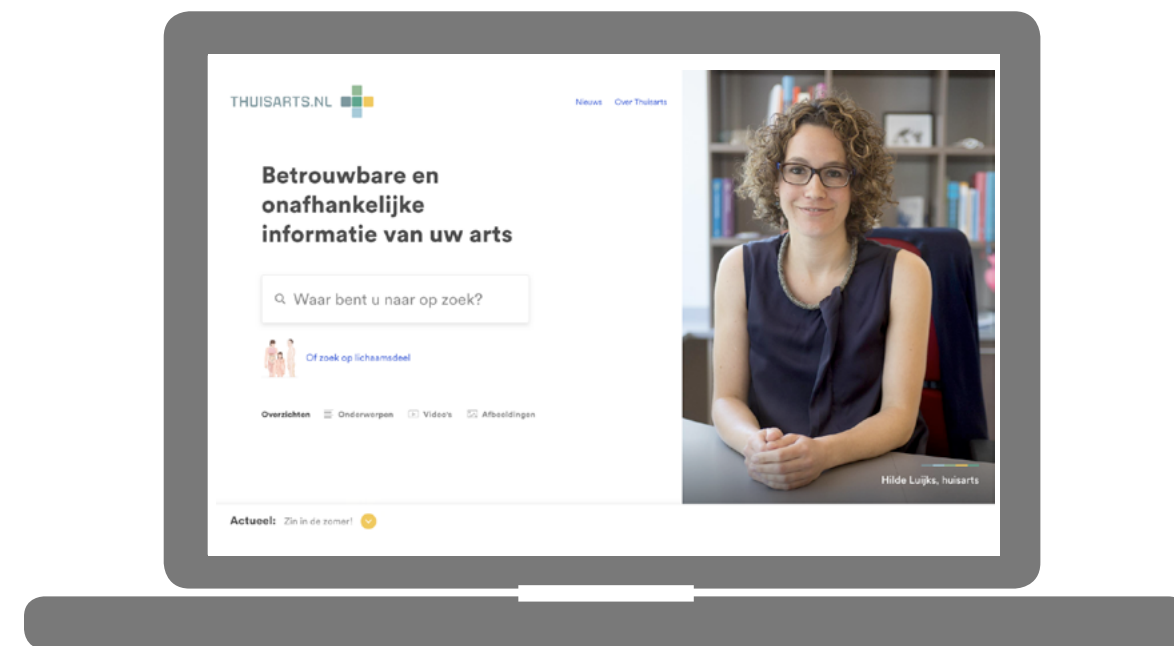 THUISARTS.NL
Nieuws Over Thuisarts
Betrouwbare en
onafhankelijke
informatie van uw arts
Waar bent u naar op zoek?
Of zoek op lichaamsdeel
Overzichten Onderwerpen Video's Afbeeldingen
Hilde Luijks, huisarts
Actueel: Zin in de zomer!